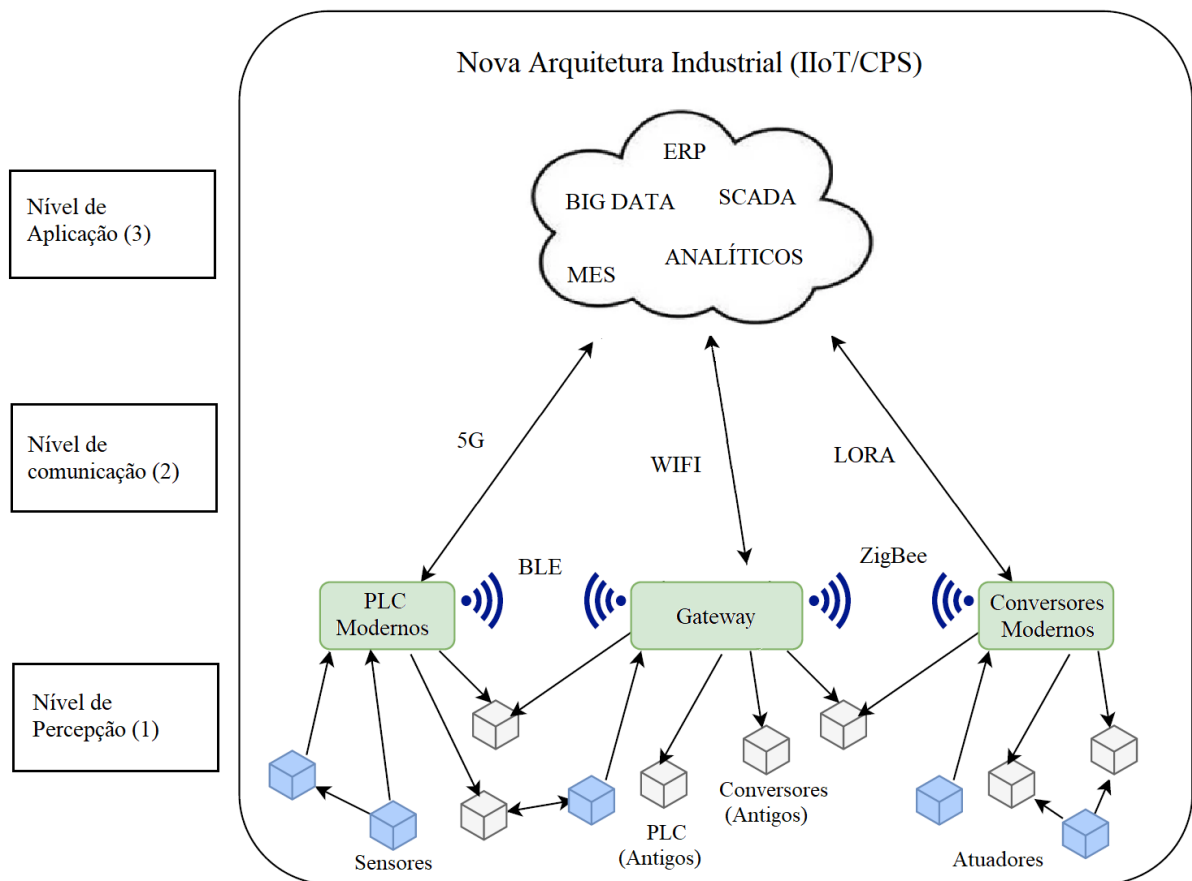 Nova Arquitetura Industrial (IIoT/CPS)
ERP
BIG DATA
SCADA
ANALÍTICOS
MES
Nível de
Aplicação (3)
Nível de
comunicação (2)
5G
WIFI
LORA
BLE
ZigBee
PLC
Modernos
Gateway
Conversores
Modernos
Nível de
Percepção (1)
Sensores
PLC
(Antigos)
Conversores
(Antigos)
Atuadores